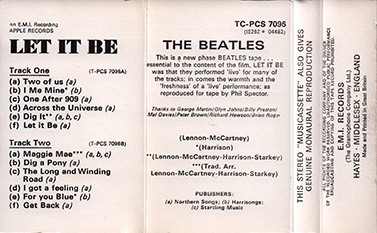 An E.M.I. Recording
APPLE RECORDS
LET IT BE
Track One (T-PCS 7096A)
(a) Two of us (a)
(b) I Me Mine* (b)
(c) One After 909 (a)
(d) Across the Universe (a)
(e) Dig It** (a, b, c)
(f) Let it Be (a)
Track Two (T-PCS 7096B)
(a) Maggie Mae*** (a, b, c)
(b) Dig a Pony (a)
(c) The Long and Winding
Road (a)
(d) I got a feeling (a)
(e) For you Blue* (b)
(f) Get Back (a)
TC-PCS 7096
(IE282 • 04482)
THE BEATLES
This is a new phase BEATLES tape . . .
essential to the content of the film, LET IT BE
was that they performed 'live' for many of the
tracks; in comes the warmth and the
'freshness' of a 'live' performance; as
reproduced for tape by Phil Spector.
Thanks to George Martin/Glyn Johns/Billy Preston/
Mal Davies/Peter Brown/Richard Hewson/Brian Rogers
(Lennon-McCartney)
*(Harrison)
**(Lennon-McCartney-Harrison-Starkey)
***(Trad. Arr.
Lennon-McCartney-Harrison-Starkey)
PUBLISHERS:
(a) Northern Songs; (b) Harrisongs;
(c) Startling Music
THIS STEREO "MUSICASSETTE" ALSO GIVES
GENUINE MONAURAL REPRODUCTION
E.M.I. RECORDS
(The Gramophone Company Ltd.)
HAYES • MIDDLESEX • ENGLAND
Made and Printed in Great Britain